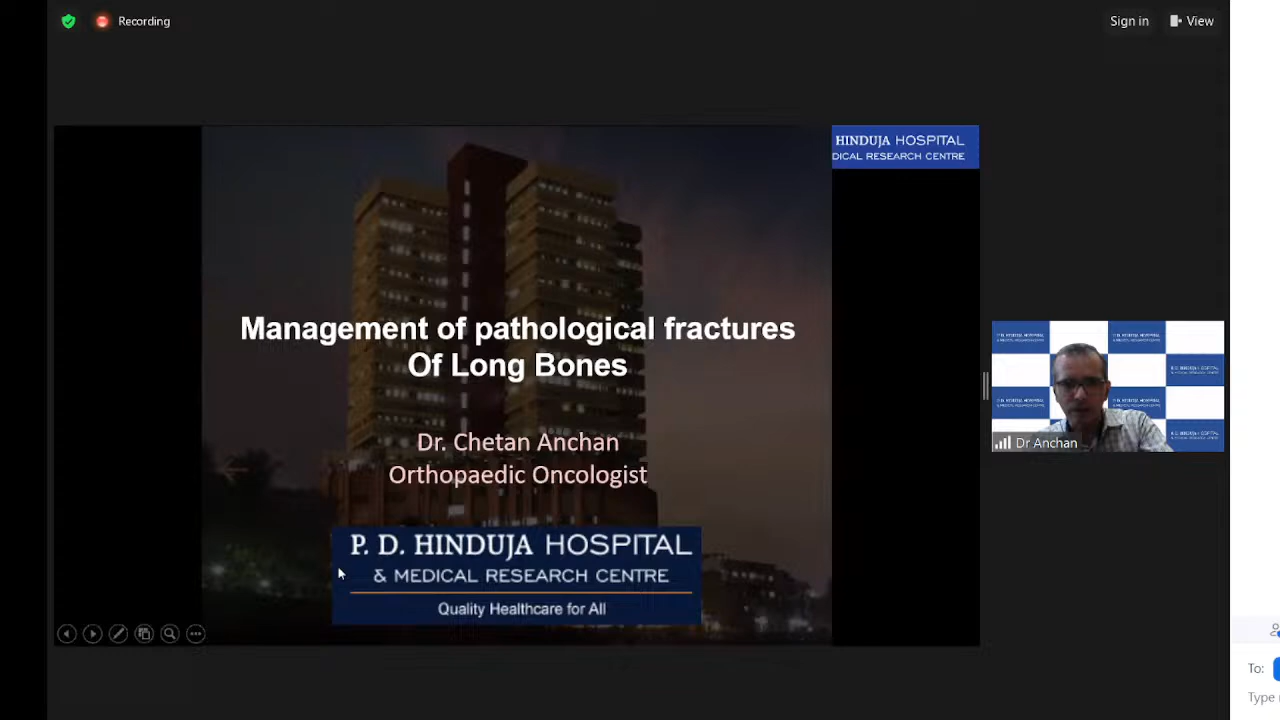 Recording
Sign in
View
HINDUJA HOSPITAL
DICAL RESEARCH CENTRE
Management of pathological fractures
Of Long Bones
Dr. Chetan Anchan
Orthopaedic Oncologist
P. D. HINDUJA HOSPITAL
& MEDICAL RESEARCH CENTRE
Quality Healthcare for All
Dr Anchan
To:
Type